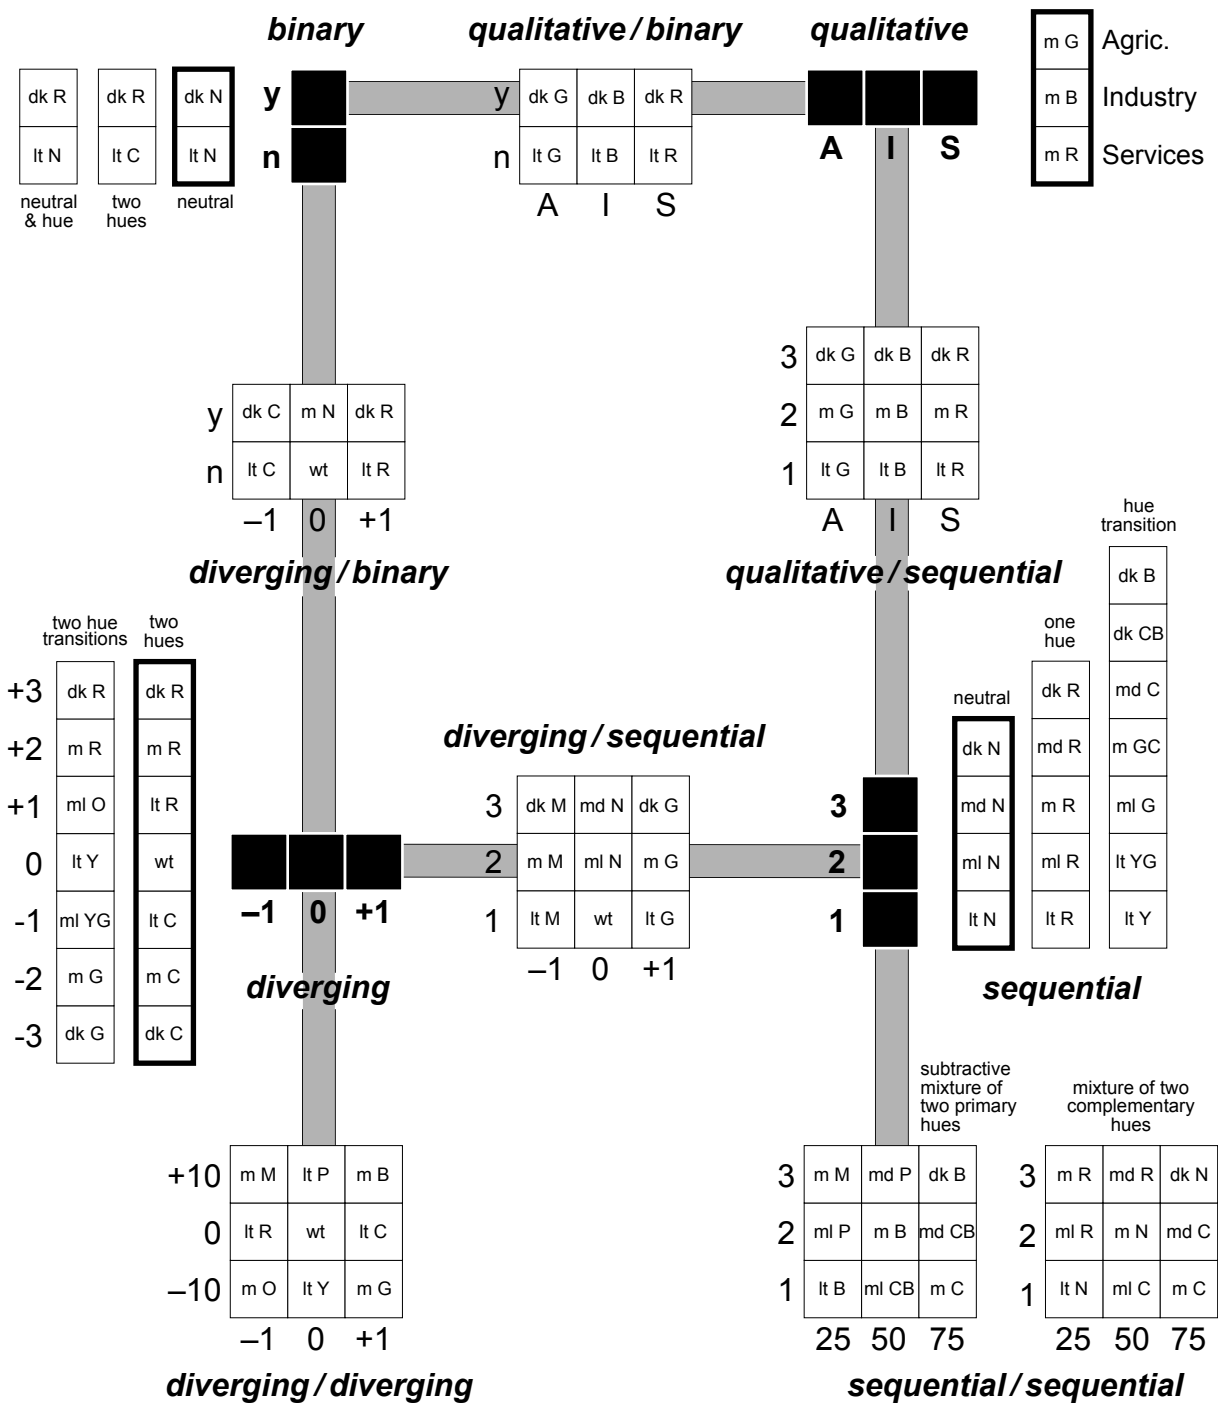 binary
qualitative / binary
qualitative
m G Agric.
m B Industry
m R Services
dk R dk R dk N
lt N lt C lt N
neutral
& hue
two
hues
neutral
y
n
y dk G dk B dk R
n lt G lt B lt R
A I S
A I S
3 dk G dk B dk R
2 m G m B m R
1 lt G lt B lt R
A I S
qualitative / sequential
y dk C m N dk R
n lt C wt lt R
–1 0 +1
diverging / binary
two hue
transitions
two
hues
+3 dk R dk R
+2 m R m R
+1 ml O lt R
0 lt Y wt
-1 ml YG lt C
-2 m G m C
-3 dk G dk C
–1 0 +1
diverging
diverging / sequential
3 dk M md N dk G
2 m M ml N m G
1 lt M wt lt G
–1 0 +1
3
2
1
neutral
dk N
md N
ml N
lt N
one
hue
dk R
md R
m R
ml R
lt R
hue
transition
dk B
dk CB
md C
m GC
ml G
lt YG
lt Y
sequential
+10 m M lt P m B
0 lt R wt lt C
–10 m O lt Y m G
–1 0 +1
diverging / diverging
subtractive
mixture of
two primary
hues
3 m M md P dk B
2 ml P m B md CB
1 lt B ml CB m C
25 50 75
mixture of two
complementary
hues
3 m R md R dk N
2 ml R m N md C
1 lt N ml C m C
25 50 75
sequential / sequential